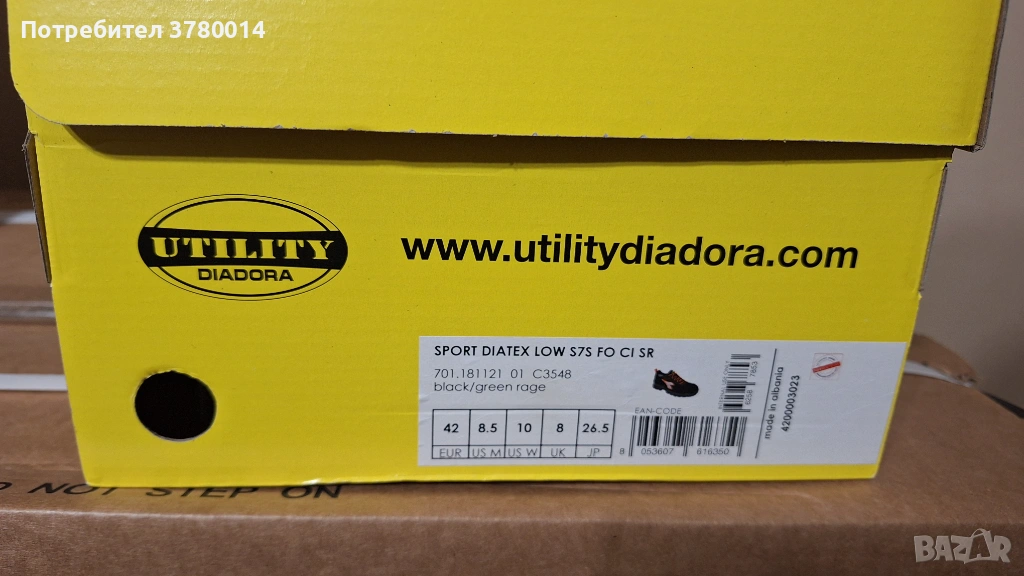 Потребител 3780014
UTILITY
DIADORA
www.utilitydiadora.com
SPORT DIATEX LOW S7S FO CI SR
701.181121 01 C3548
black/green rage
42 8.5 10 8 26.5
EUR US M US W UK JP
EAN-CODE
8 053607 616350
made in albania
4200003023
DO NOT STEP ON
BAZAR